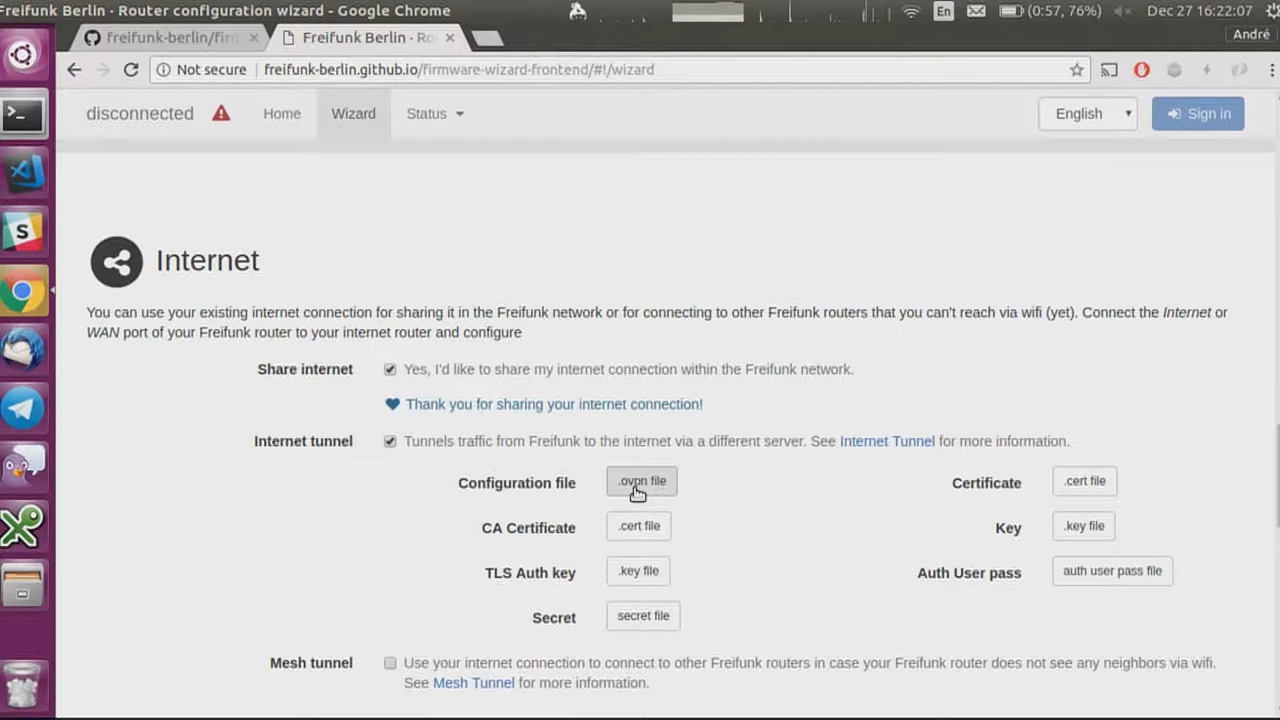 Freifunk Berlin · Router configuration wizard - Google Chrome
En
(0:57, 76%)
Dec 27 16:22:07
freifunk-berlin/firm
Freifunk Berlin · Ro
André
Not secure
freifunk-berlin.github.io/firmware-wizard-frontend/#!/wizard
disconnected
Home
Wizard
Status
English
Sign in
Internet
You can use your existing internet connection for sharing it in the Freifunk network or for connecting to other Freifunk routers that you can't reach via wifi (yet). Connect the Internet or
WAN port of your Freifunk router to your internet router and configure
Share internet
Yes, I'd like to share my internet connection within the Freifunk network.
Thank you for sharing your internet connection!
Internet tunnel
Tunnels traffic from Freifunk to the internet via a different server. See Internet Tunnel for more information.
Configuration file
.ovpn file
Certificate
.cert file
CA Certificate
.cert file
Key
.key file
TLS Auth key
.key file
Auth User pass
auth user pass file
Secret
secret file
Mesh tunnel
Use your internet connection to connect to other Freifunk routers in case your Freifunk router does not see any neighbors via wifi.
See Mesh Tunnel for more information.